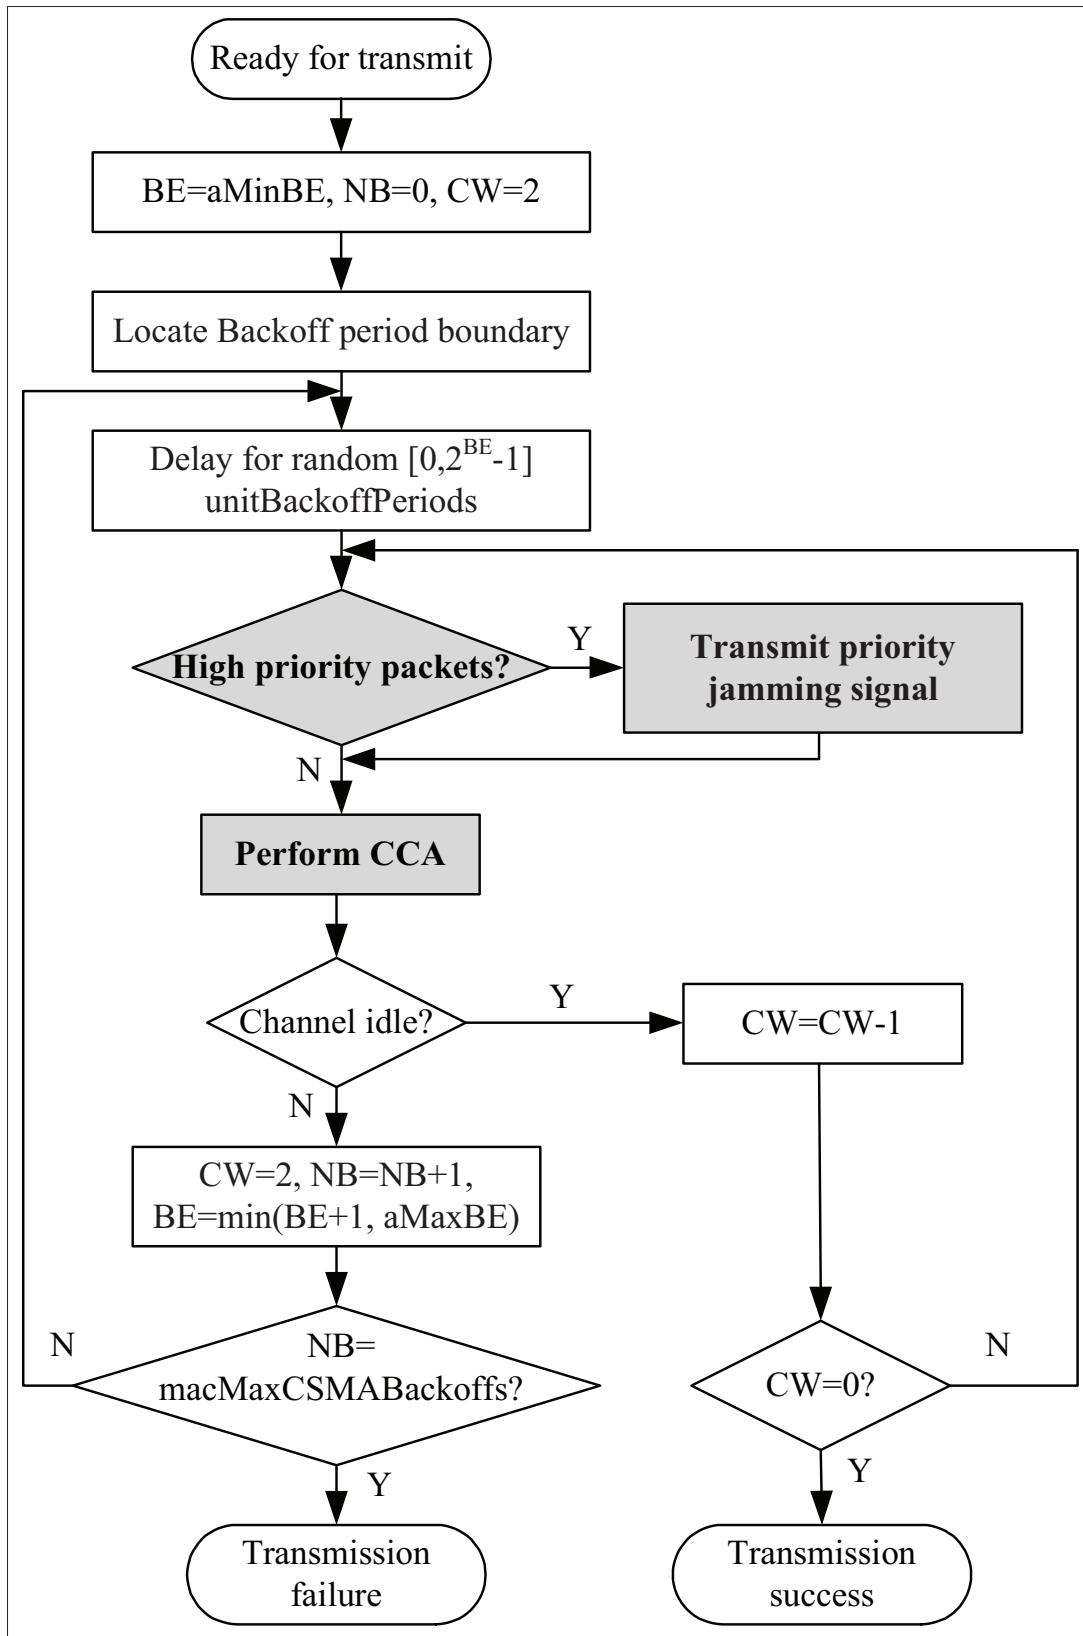 Ready for transmit
BE=aMinBE, NB=0, CW=2
Locate Backoff period boundary
Delay for random [0,2^BE-1]
unitBackoffPeriods
High priority packets?
Y
Transmit priority
jamming signal
N
Perform CCA
Channel idle?
Y
CW=CW-1
N
CW=2, NB=NB+1,
BE=min(BE+1, aMaxBE)
N
NB=
macMaxCSMABackoffs?
CW=0?
N
Y
Y
Transmission
failure
Transmission
success